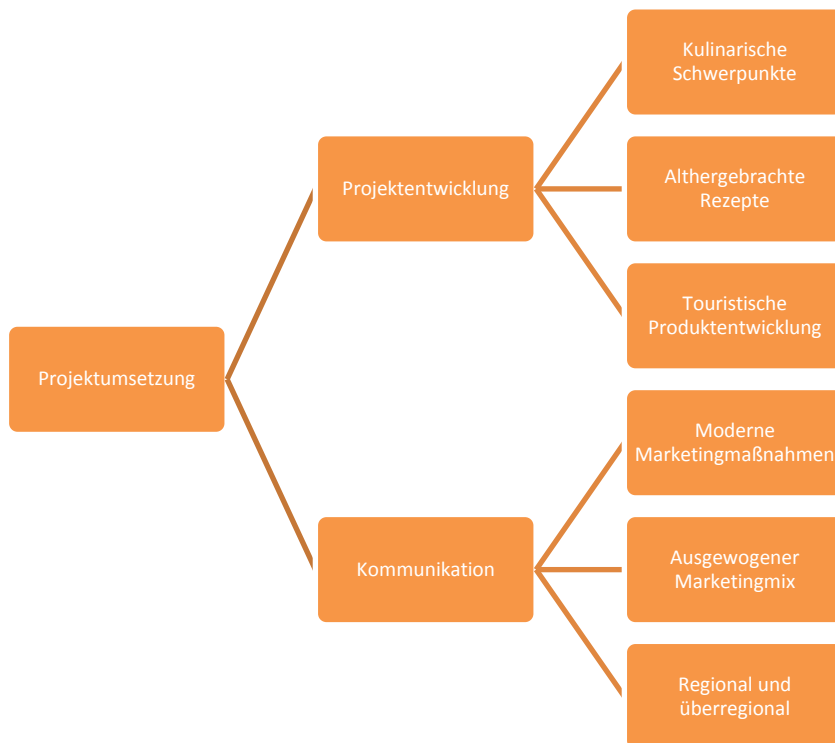 Kulinarische
Schwerpunkte
Projektentwicklung
Althergebrachte
Rezepte
Touristische
Produktentwicklung
Projektumsetzung
Moderne
Marketingmaßnahmen
Kommunikation
Ausgewogener
Marketingmix
Regional und
überregional